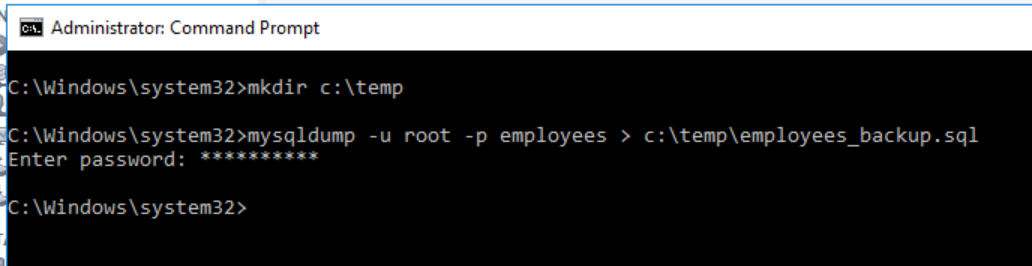 Administrator: Command Prompt
C:\Windows\system32>mkdir c:\temp
C:\Windows\system32>mysqldump -u root -p employees > c:\temp\employees_backup.sql
Enter password: **********
C:\Windows\system32>